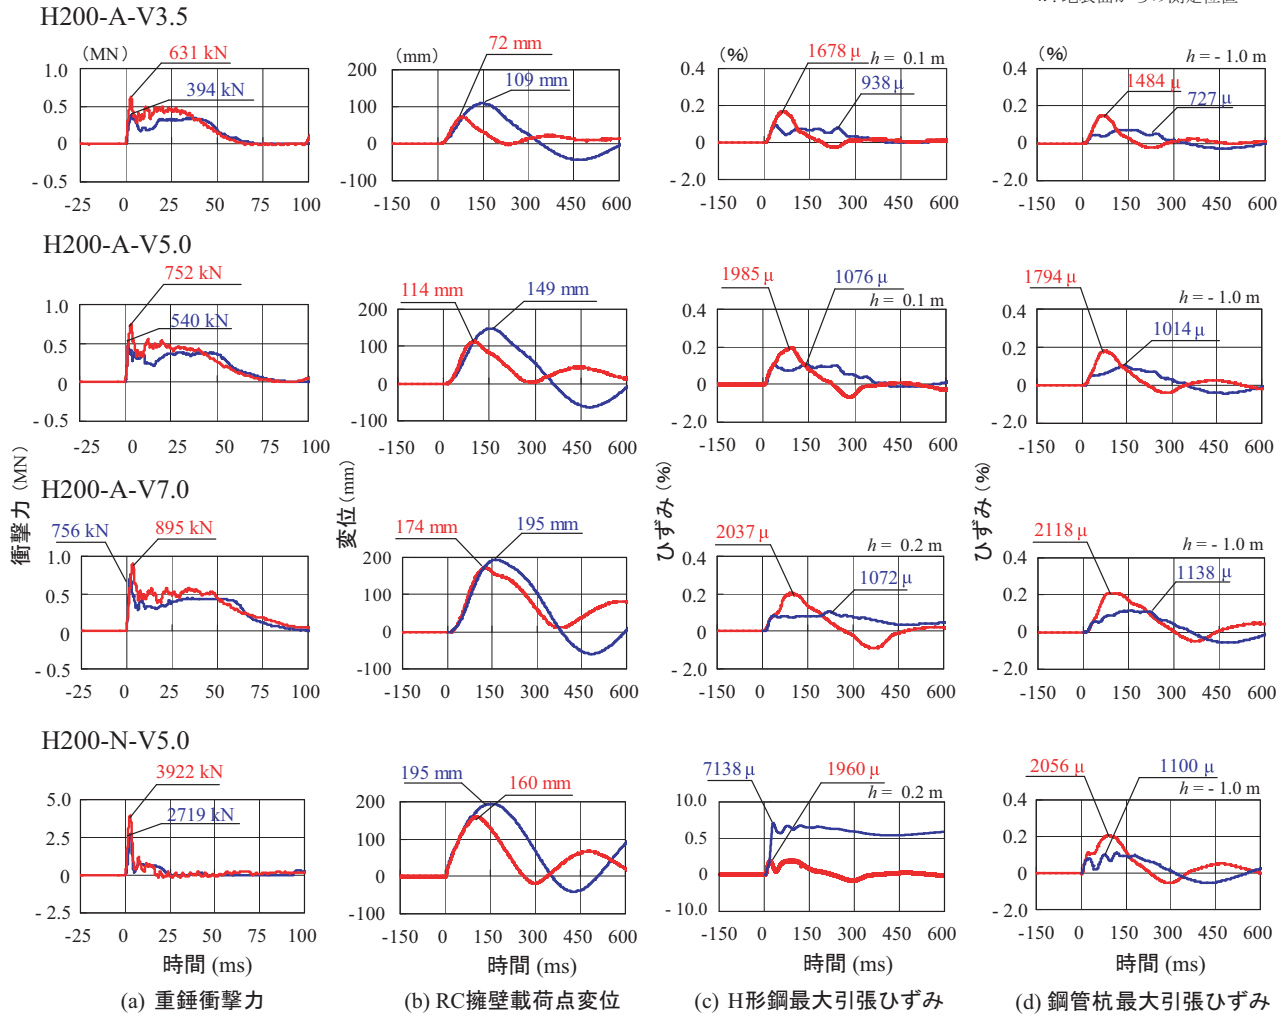 H200-A-V3.5
(MN)
631 kN
394 kN
1.0
0.5
0
- 0.5
-25 0 25 50 75 100
(mm)
72 mm
109 mm
200
100
0
-100
-150 0 150 300 450 600
(%)
1678 μ
h = 0.1 m
938 μ
0.4
0.2
0
- 2.0
-150 0 150 300 450 600
(%)
h = - 1.0 m
1484 μ
727 μ
0.4
0.2
0
- 2.0
-150 0 150 300 450 600
H200-A-V5.0
752 kN
540 kN
1.0
0.5
0
- 0.5
-25 0 25 50 75 100
114 mm
149 mm
200
100
0
-100
-150 0 150 300 450 600
1985 μ
1076 μ
h = 0.1 m
0.4
0.2
0
- 2.0
-150 0 150 300 450 600
1794 μ
h = - 1.0 m
1014 μ
0.4
0.2
0
- 2.0
-150 0 150 300 450 600
衝撃力 (MN)
変位 (mm)
ひずみ (%)
ひずみ (%)
H200-A-V7.0
756 kN
895 kN
1.0
0.5
0
-0.5
-25 0 25 50 75 100
174 mm
195 mm
200
100
0
-100
-150 0 150 300 450 600
2037 μ
h = 0.2 m
1072 μ
0.4
0.2
0
- 2.0
-150 0 150 300 450 600
2118 μ
h = - 1.0 m
1138 μ
0.4
0.2
0
- 2.0
-150 0 150 300 450 600
H200-N-V5.0
3922 kN
2719 kN
5.0
2.5
0
- 2.5
-25 0 25 50 75 100
時間 (ms)
195 mm
160 mm
200
100
0
-100
-150 0 150 300 450 600
時間 (ms)
7138 μ
1960 μ
h = 0.2 m
10.0
0.5
0
- 10.0
-150 0 150 300 450 600
時間 (ms)
2056 μ
1100 μ
h = - 1.0 m
0.4
0.2
0
- 2.0
-150 0 150 300 450 600
時間 (ms)
(a) 重錘衝撃力
(b) RC擁壁載荷点変位
(c) H形鋼最大引張ひずみ
(d) 鋼管杭最大引張ひずみ